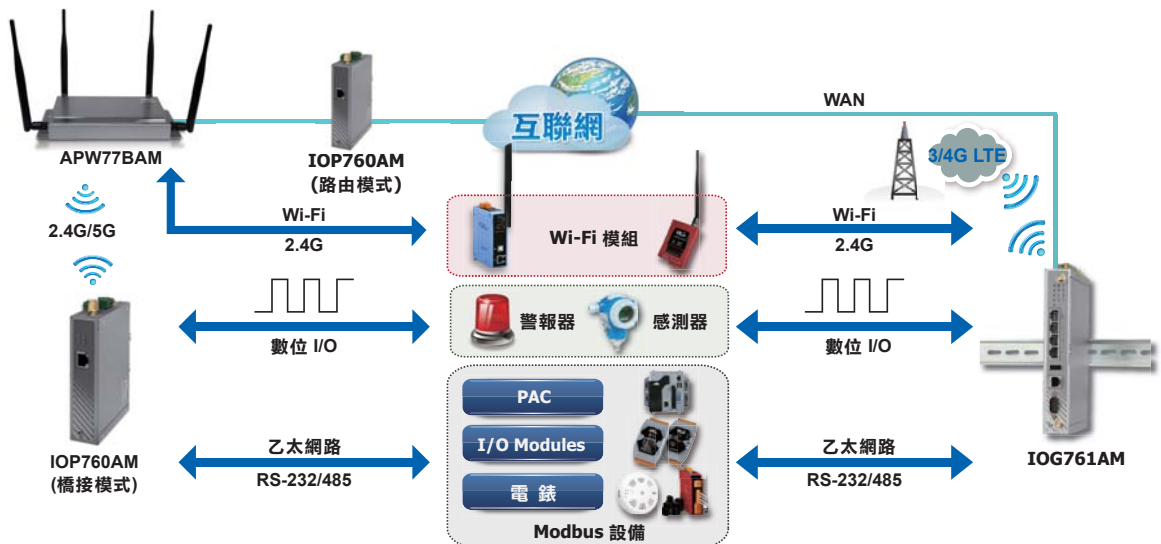 互聯網
WAN
APW77BAM
IOP760AM
(路由模式)
3/4G LTE
2.4G/5G
Wi-Fi
2.4G
Wi-Fi 模組
Wi-Fi
2.4G
數位 I/O
警報器
感測器
數位 I/O
IOP760AM
(橋接模式)
乙太網路
RS-232/485
PAC
I/O Modules
電 錶
Modbus 設備
乙太網路
RS-232/485
IOG761AM